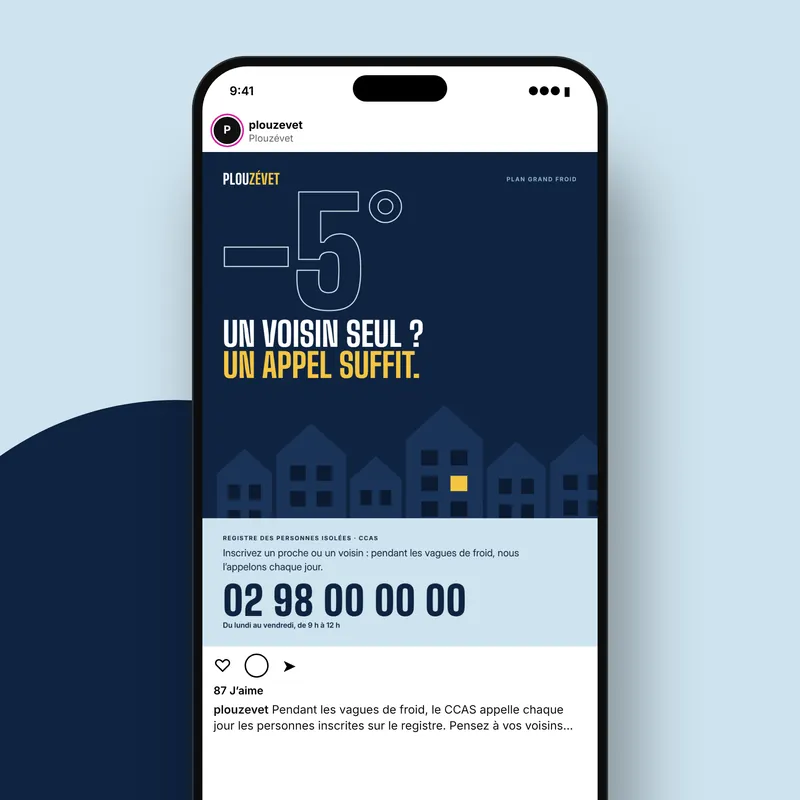 9:41
P
plouzevet
Plouzévet
PLOUZÉVET
PLAN GRAND FROID
–5°
UN VOISIN SEUL ?
UN APPEL SUFFIT.
REGISTRE DES PERSONNES ISOLÉES · CCAS
Inscrivez un proche ou un voisin : pendant les vagues de froid, nous
l’appelons chaque jour.
02 98 00 00 00
Du lundi au vendredi, de 9 h à 12 h
87 J’aime
plouzevet Pendant les vagues de froid, le CCAS appelle chaque
jour les personnes inscrites sur le registre. Pensez à vos voisins…